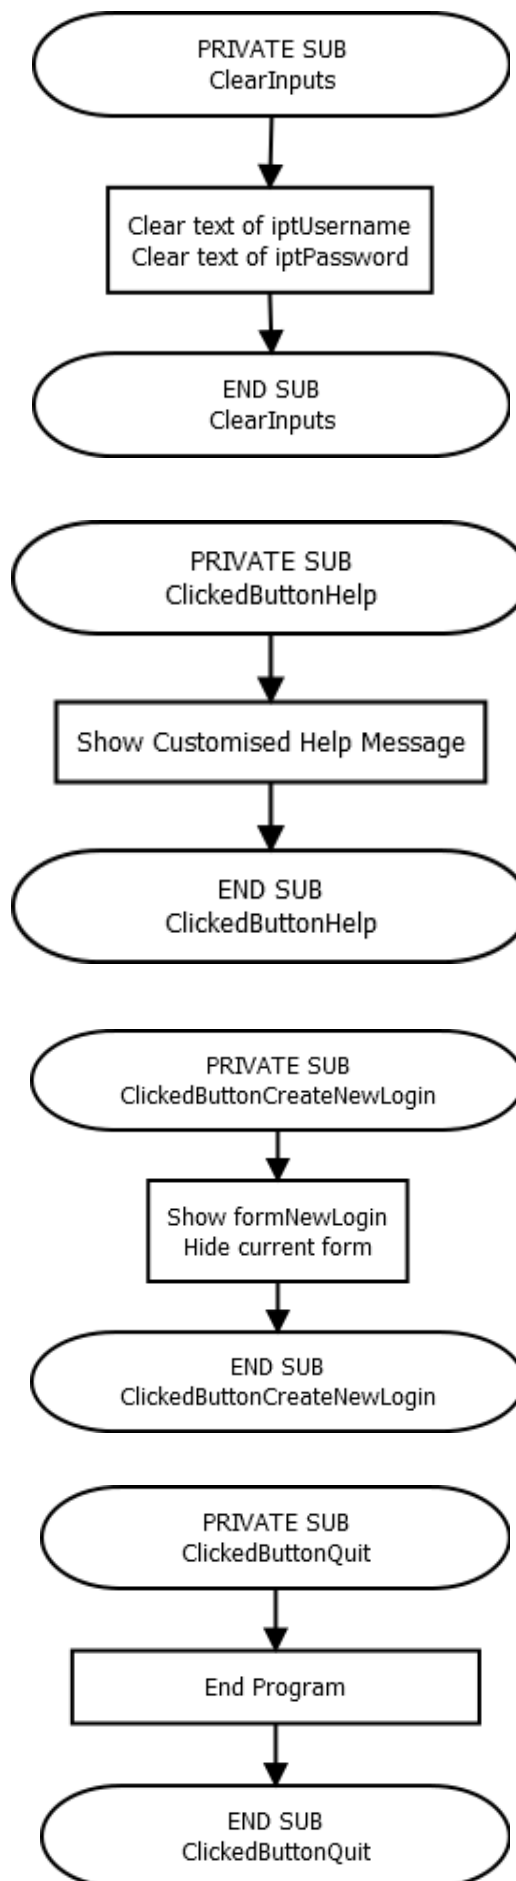 PRIVATE SUB
ClearInputs
Clear text of iptUsername
Clear text of iptPassword
END SUB
ClearInputs
PRIVATE SUB
ClickedButtonHelp
Show Customised Help Message
END SUB
ClickedButtonHelp
PRIVATE SUB
ClickedButtonCreateNewLogin
Show formNewLogin
Hide current form
END SUB
ClickedButtonCreateNewLogin
PRIVATE SUB
ClickedButtonQuit
End Program
END SUB
ClickedButtonQuit